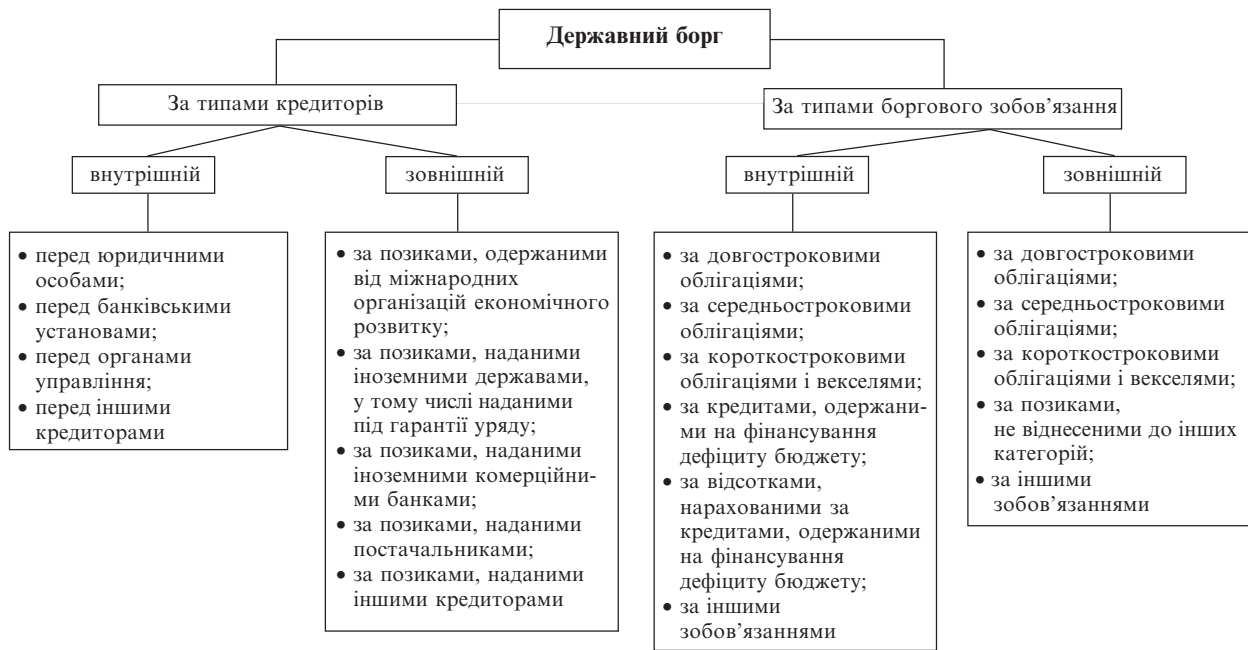 Державний борг
За типами кредиторів
За типами боргового зобов'язання
внутрішній
зовнішній
внутрішній
зовнішній
• перед юридичними
особами;
• перед банківськими
установами;
• перед органами
управління;
• перед іншими
кредиторами
• за позиками, одержаними
від міжнародних
організацій економічного
розвитку;
• за позиками, наданими
іноземними державами,
у тому числі наданими
під гарантії уряду;
• за позиками, наданими
іноземними комерційни-
ми банками;
• за позиками, наданими
постачальниками;
• за позиками, наданими
іншими кредиторами
• за довгостроковими
облігаціями;
• за середньостроковими
облігаціями;
• за короткостроковими
облігаціями і векселями;
• за кредитами, одержани-
ми на фінансування
дефіциту бюджету;
• за відсотками,
нарахованими за
кредитами, одержаними
на фінансування
дефіциту бюджету;
• за іншими
зобов'язаннями
• за довгостроковими
облігаціями;
• за середньостроковими
облігаціями;
• за короткостроковими
облігаціями і векселями;
• за позиками,
не віднесеними до інших
категорій;
• за іншими
зобов'язаннями